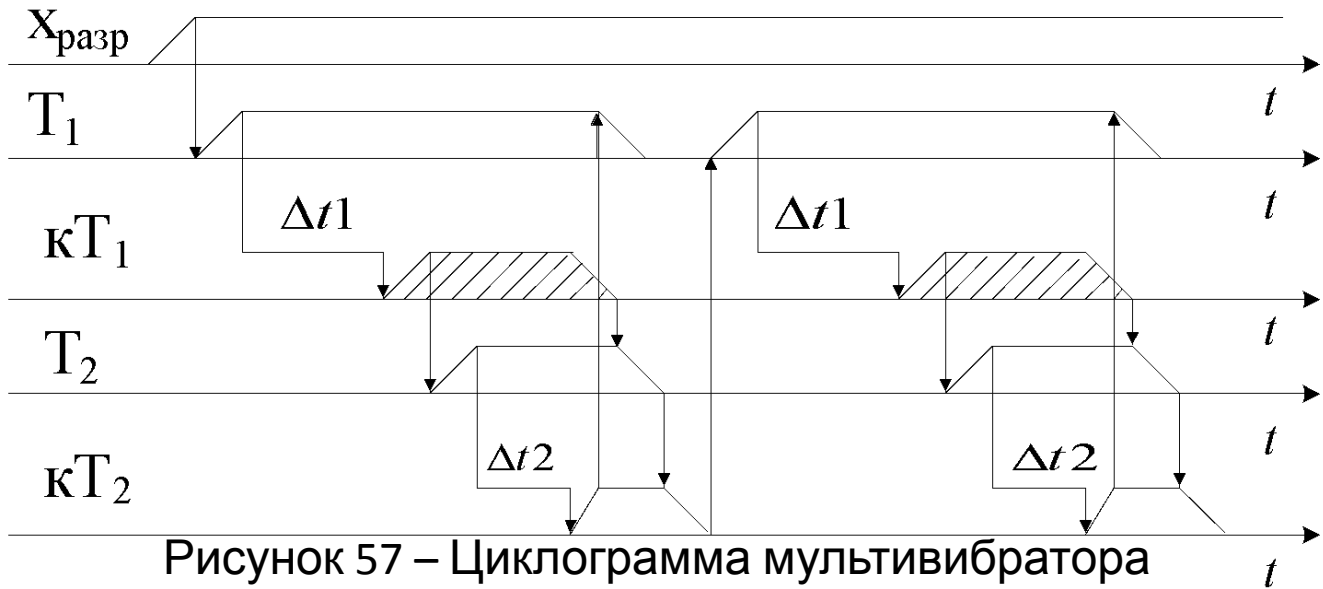 xразр
t
T1
t
Δt1 Δt1
кT1
t
T2
t
Δt2 Δt2
кT2
Рисунок 57 – Циклограмма мультивибратора
t